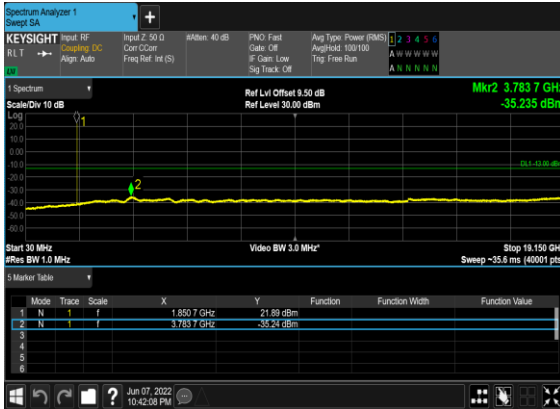 Spectrum Analyzer 1
Swept SA
+
KEYSIGHT Input: RF Input Z: 50 Ω #Atten: 40 dB PNO: Fast Avg Type: Power (RMS) 1 2 3 4 5 6
RLT Coupling: DC Corr CCorr Gate: Off Avg|Hold: 100/100 A W W W W W
Align: Auto Freq Ref: Int (S) IF Gain: Low Trig: Free Run
Sig Track: Off A N N N N N
1 Spectrum Ref Lvl Offset 9.50 dB Mkr2 3.783 7 GHz
Scale/Div 10 dB Ref Level 30.00 dBm -35.235 dBm
Log
1
20.0
10.0
0.00
-10.0 DL1 -13.00 dBm
-20.0
-30.0 2
-40.0
-50.0
-60.0
Start 30 MHz Video BW 3.0 MHz* Stop 19.150 GH
#Res BW 1.0 MHz Sweep ~35.6 ms (40001 pts
5 Marker Table
Mode Trace Scale X Y Function Function Width Function Value
1 N 1 f 1.850 7 GHz 21.89 dBm
2 N 1 f 3.783 7 GHz -35.24 dBm
3
4
5
6
? Jun 07, 2022
10:42:08 PM